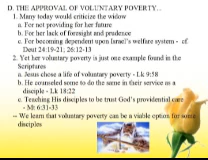 D. THE APPROVAL OF VOLUNTARY POVERTY...
1. Many today would criticize the widow
a. For not providing for her future
b. For her lack of foresight and prudence
c. For becoming dependent upon Israel's welfare system - cf.
Deut 24:19-21; 26:12-13
2. Yet her voluntary poverty is just one example found in the
Scriptures
a. Jesus chose a life of voluntary poverty - Lk 9:58
b. He counseled some to do the same in their service as a
disciple - Lk 18:22
c. Teaching His disciples to be trust God's providential care
- Mt 6:31-33
-- We learn that voluntary poverty can be a viable option for some
disciples